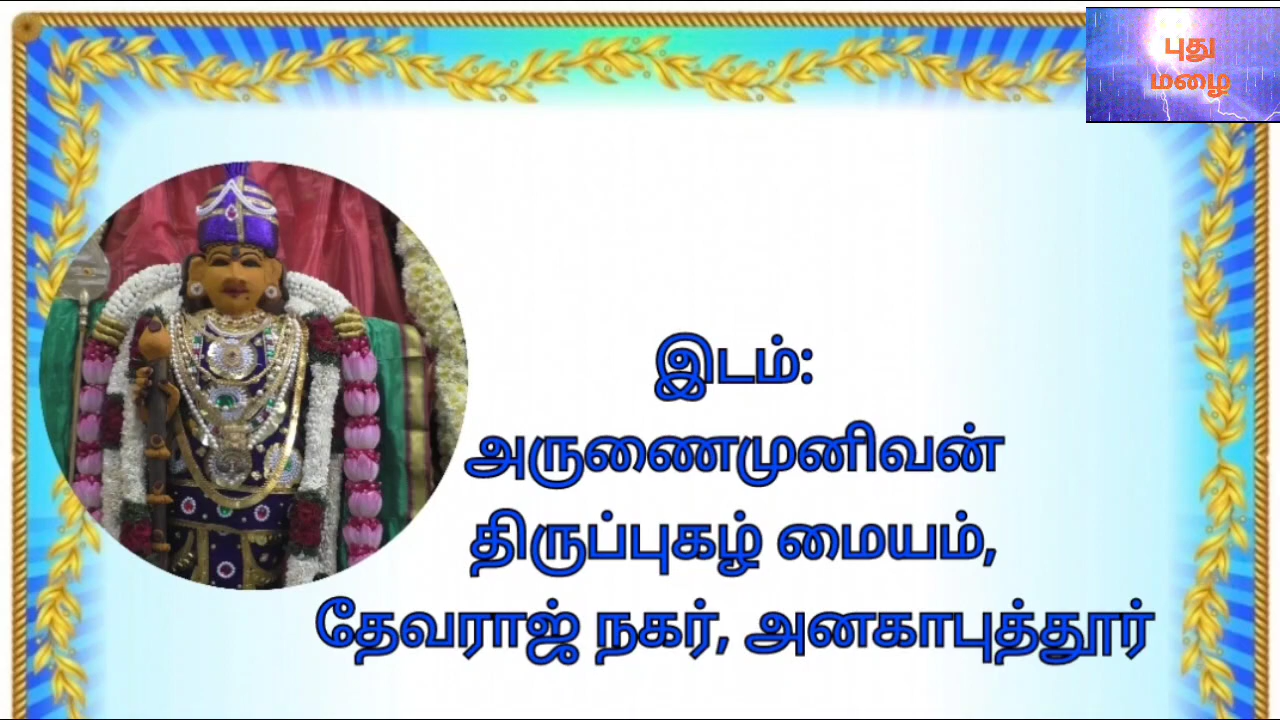 புது
மழை
இடம்:
அருணைமுனிவன்
திருப்புகழ் மையம்,
தேவராஜ் நகர், அனகாபுத்தூர்